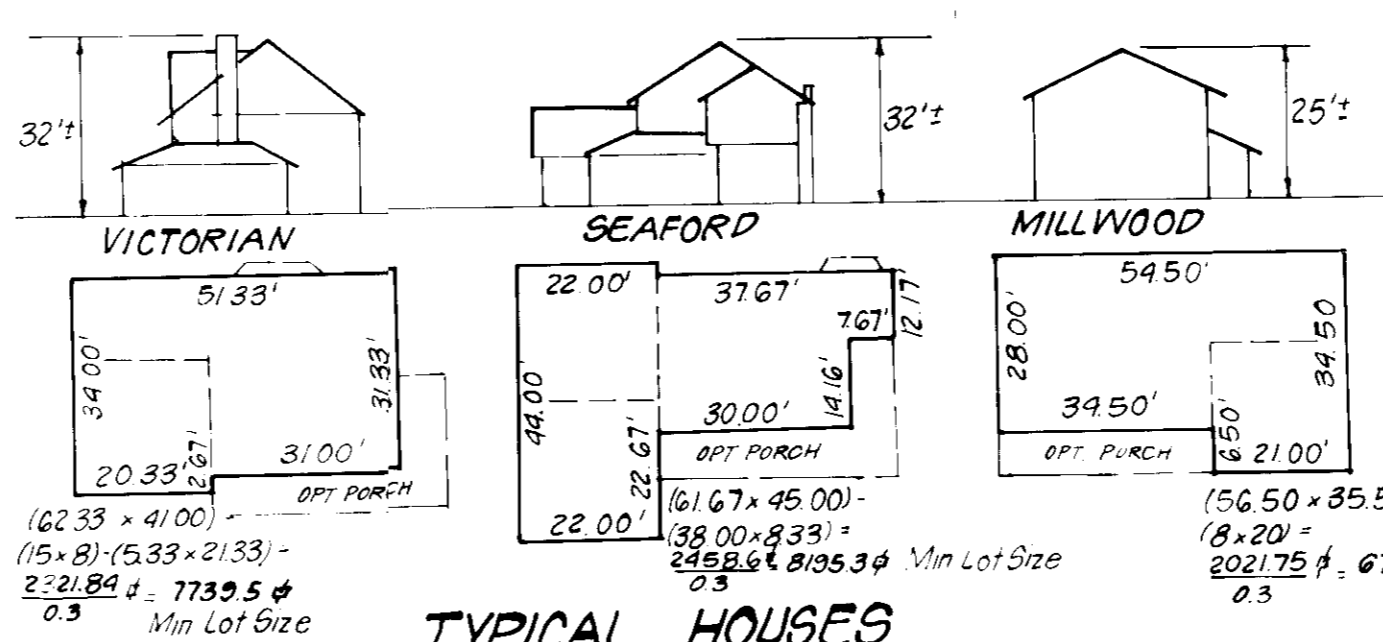 32'±
32'±
25'±
VICTORIAN
SEAFORD
MILLWOOD
51.33'
34.00'
31.33'
20.33'
2.67'
31.00'
OPT PORCH
(62.33 x 41.00) -
(15 x 8) - (5.33 x 21.33) -
2321.84 ⌿ = 7739.5 ⌿
0.3
Min Lot Size
22.00'
37.67'
12.17'
7.67'
44.00'
14.16'
30.00'
22.67'
OPT PORCH
22.00'
(61.67 x 45.00) -
(38.00 x 8.33) =
2458.6 ⌿ 8195.3 ⌿ Min Lot Size
0.3
54.50'
28.00'
34.50
34.50'
6.50'
OPT. PORCH
21.00'
(56.50 x 35.5
(8 x 20) =
2021.75 ⌿ = 67
0.3
TYPICAL HOUSES